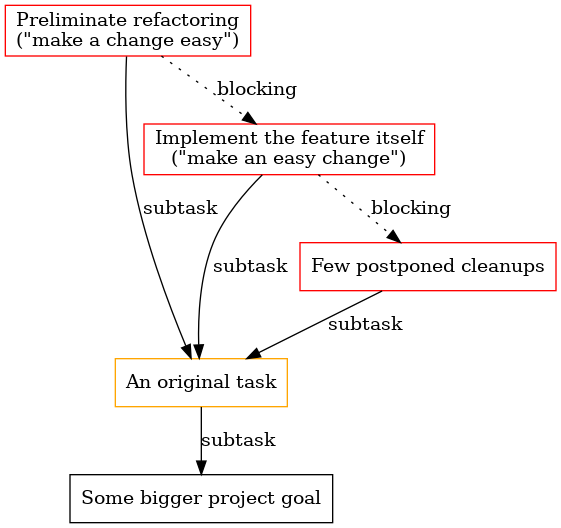 Preliminate refactoring
("make a change easy")
blocking
Implement the feature itself
("make an easy change")
subtask
blocking
subtask
Few postponed cleanups
subtask
An original task
subtask
Some bigger project goal